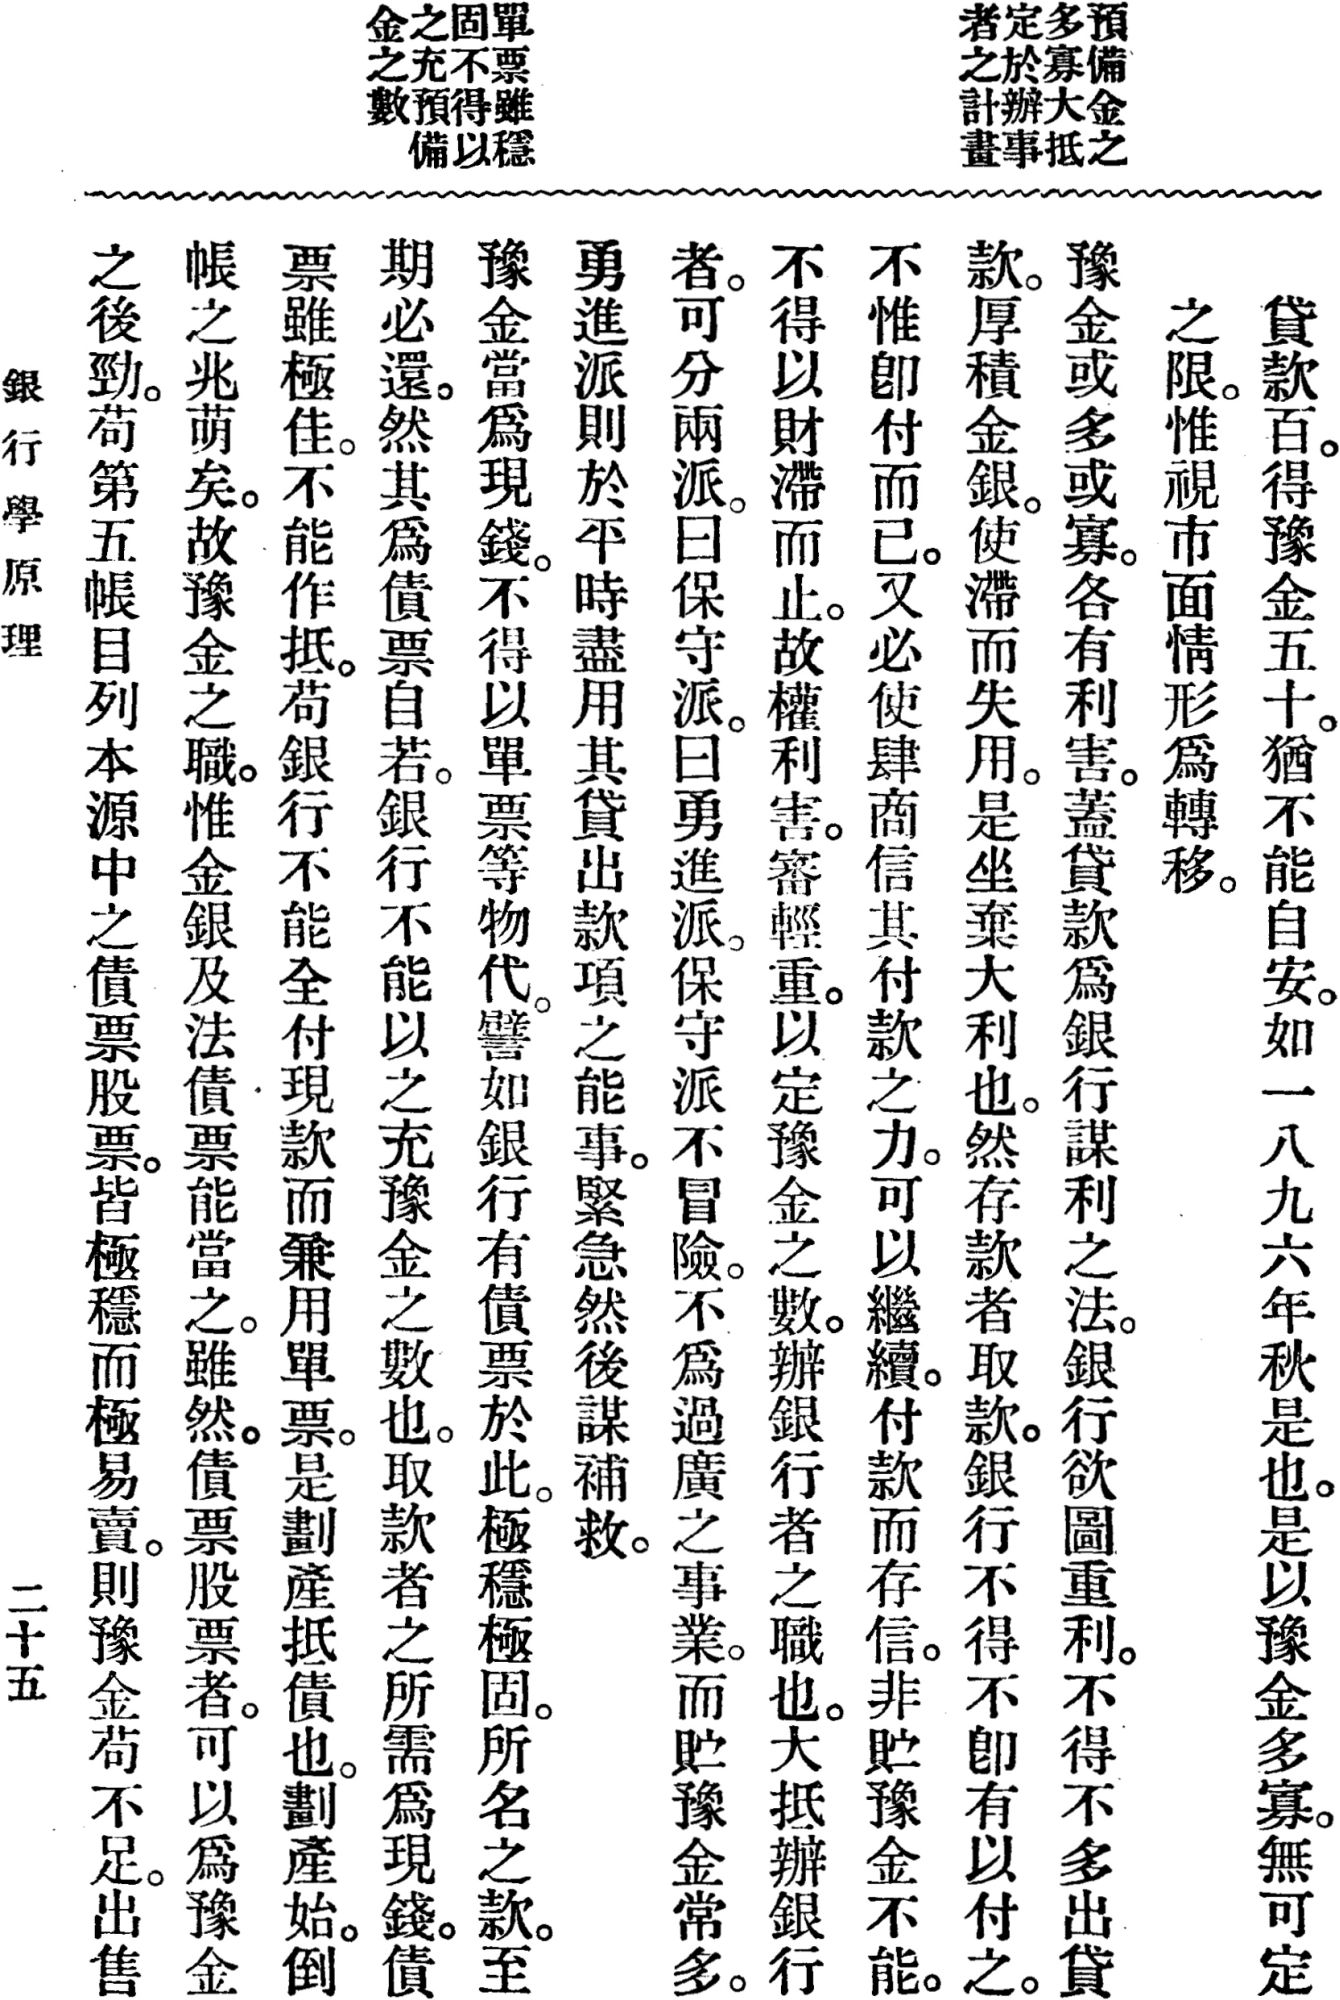 預備金之
多寡大抵
定於辦事
者之計畫
單票雖穩
固不得以
之充預備
金之數
貸款百。得豫金五十。猶不能自安。如一八九六年秋是也。是以豫金多寡。無可定
之限。惟視市面情形爲轉移。
豫金或多或寡。各有利害。蓋貸款爲銀行謀利之法。銀行欲圖重利。不得不多出貸
款。厚積金銀。使滯而失用。是坐棄大利也。然存款者取款。銀行不得不卽有以付之。
不惟卽付而已。又必使肆商信其付款之力。可以繼續。付款而存信。非貯豫金不能。
不得以財滯而止。故權利害。審輕重。以定豫金之數。辦銀行者之職也。大抵辦銀行
者。可分兩派。曰保守派。曰勇進派。保守派不冒險。不爲過廣之事業。而貯豫金常多。
勇進派則於平時盡用其貸出款項之能事。緊急然後謀補救。
豫金當爲現錢。不得以單票等物代。譬如銀行有債票於此。極穩極固。所名之款。至
期必還。然其爲債票自若。銀行不能以之充豫金之數也。取款者之所需爲現錢。債
票雖極佳。不能作抵。苟銀行不能全付現款而兼用單票。是劃產抵債也。劃產始。倒
帳之兆萌矣。故豫金之職。惟金銀及法債票能當之。雖然。債票股票者。可以爲豫金
之後勁。苟第五帳目列本源中之債票股票。皆極穩而極易賣。則豫金苟不足。出售
銀行學原理
二十五